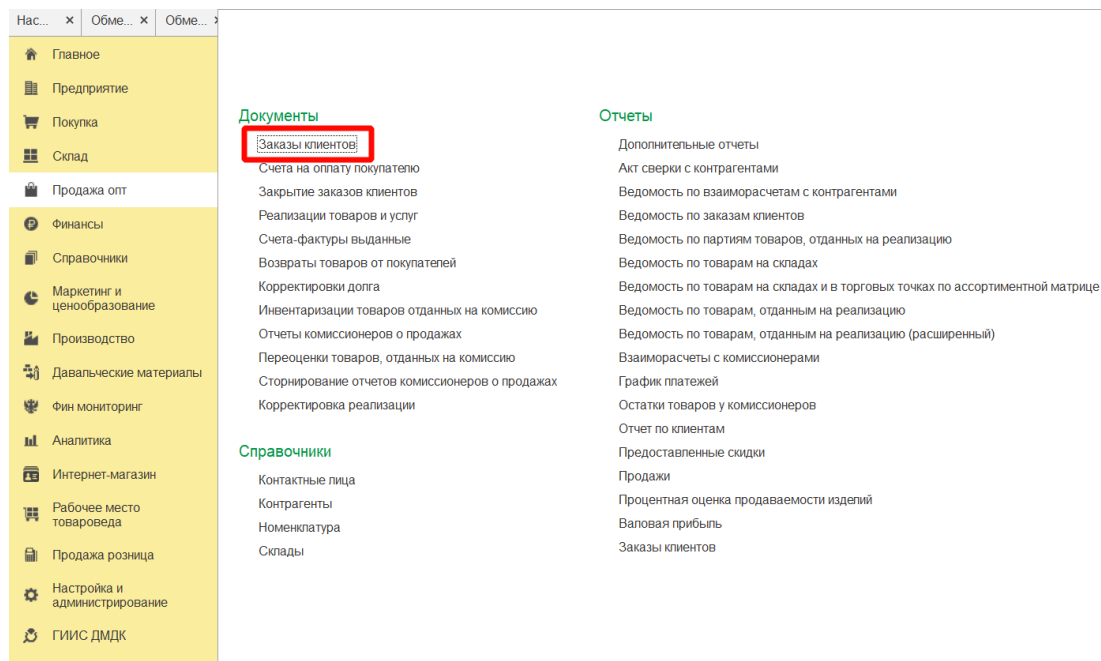 Нас... × Обме... × Обме...
Главное
Предприятие
Покупка
Склад
Продажа опт
Финансы
Справочники
Маркетинг и
ценообразование
Производство
Давальческие материалы
Фин мониторинг
Аналитика
Интернет-магазин
Рабочее место
товароведа
Продажа розница
Настройка и
администрирование
ГИИС ДМДК
Документы
Заказы клиентов
Счета на оплату покупателю
Закрытие заказов клиентов
Реализации товаров и услуг
Счета-фактуры выданные
Возвраты товаров от покупателей
Корректировки долга
Инвентаризации товаров отданных на комиссию
Отчеты комиссионеров о продажах
Переоценки товаров, отданных на комиссию
Сторнирование отчетов комиссионеров о продажах
Корректировка реализации
Справочники
Контактные лица
Контрагенты
Номенклатура
Склады
Отчеты
Дополнительные отчеты
Акт сверки с контрагентами
Ведомость по взаиморасчетам с контрагентами
Ведомость по заказам клиентов
Ведомость по партиям товаров, отданных на реализацию
Ведомость по товарам на складах
Ведомость по товарам на складах и в торговых точках по ассортиментной матрице
Ведомость по товарам, отданным на реализацию
Ведомость по товарам, отданным на реализацию (расширенный)
Взаиморасчеты с комиссионерами
График платежей
Остатки товаров у комиссионеров
Отчет по клиентам
Предоставленные скидки
Продажи
Процентная оценка продаваемости изделий
Валовая прибыль
Заказы клиентов